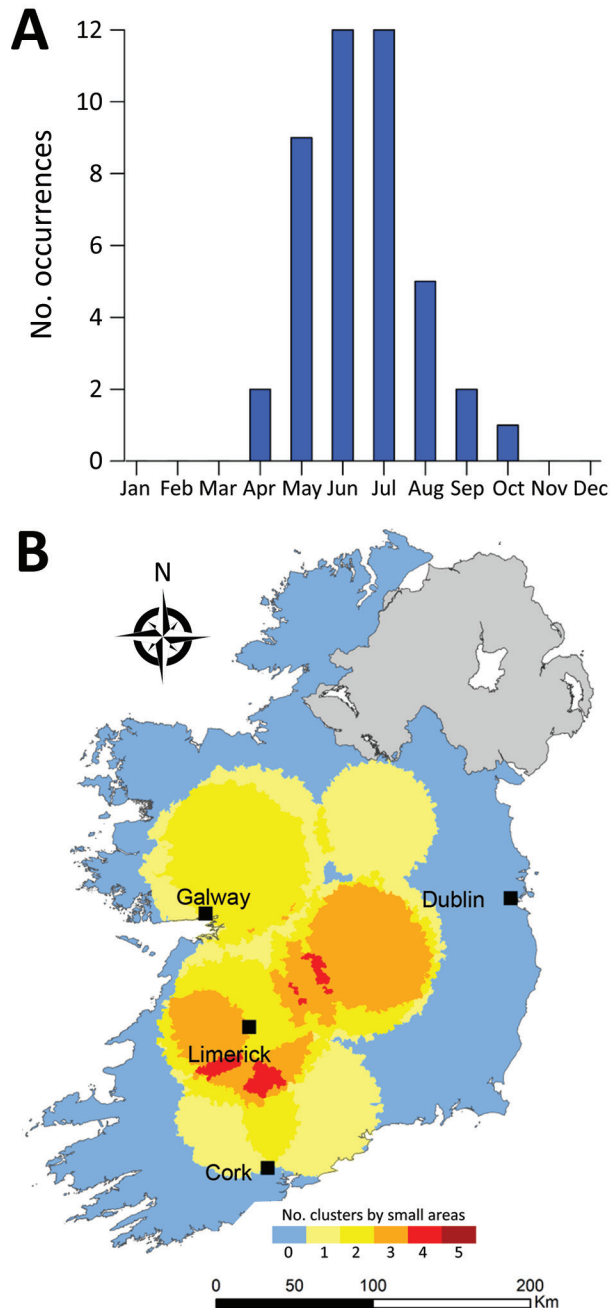 A
No. occurrences
12
10
8
6
4
2
0
Jan Feb Mar Apr May Jun Jul Aug Sep Oct Nov Dec
B
N
Galway
Dublin
Limerick
Cork
No. clusters by small areas
0 1 2 3 4 5
0 50 100 200
Km